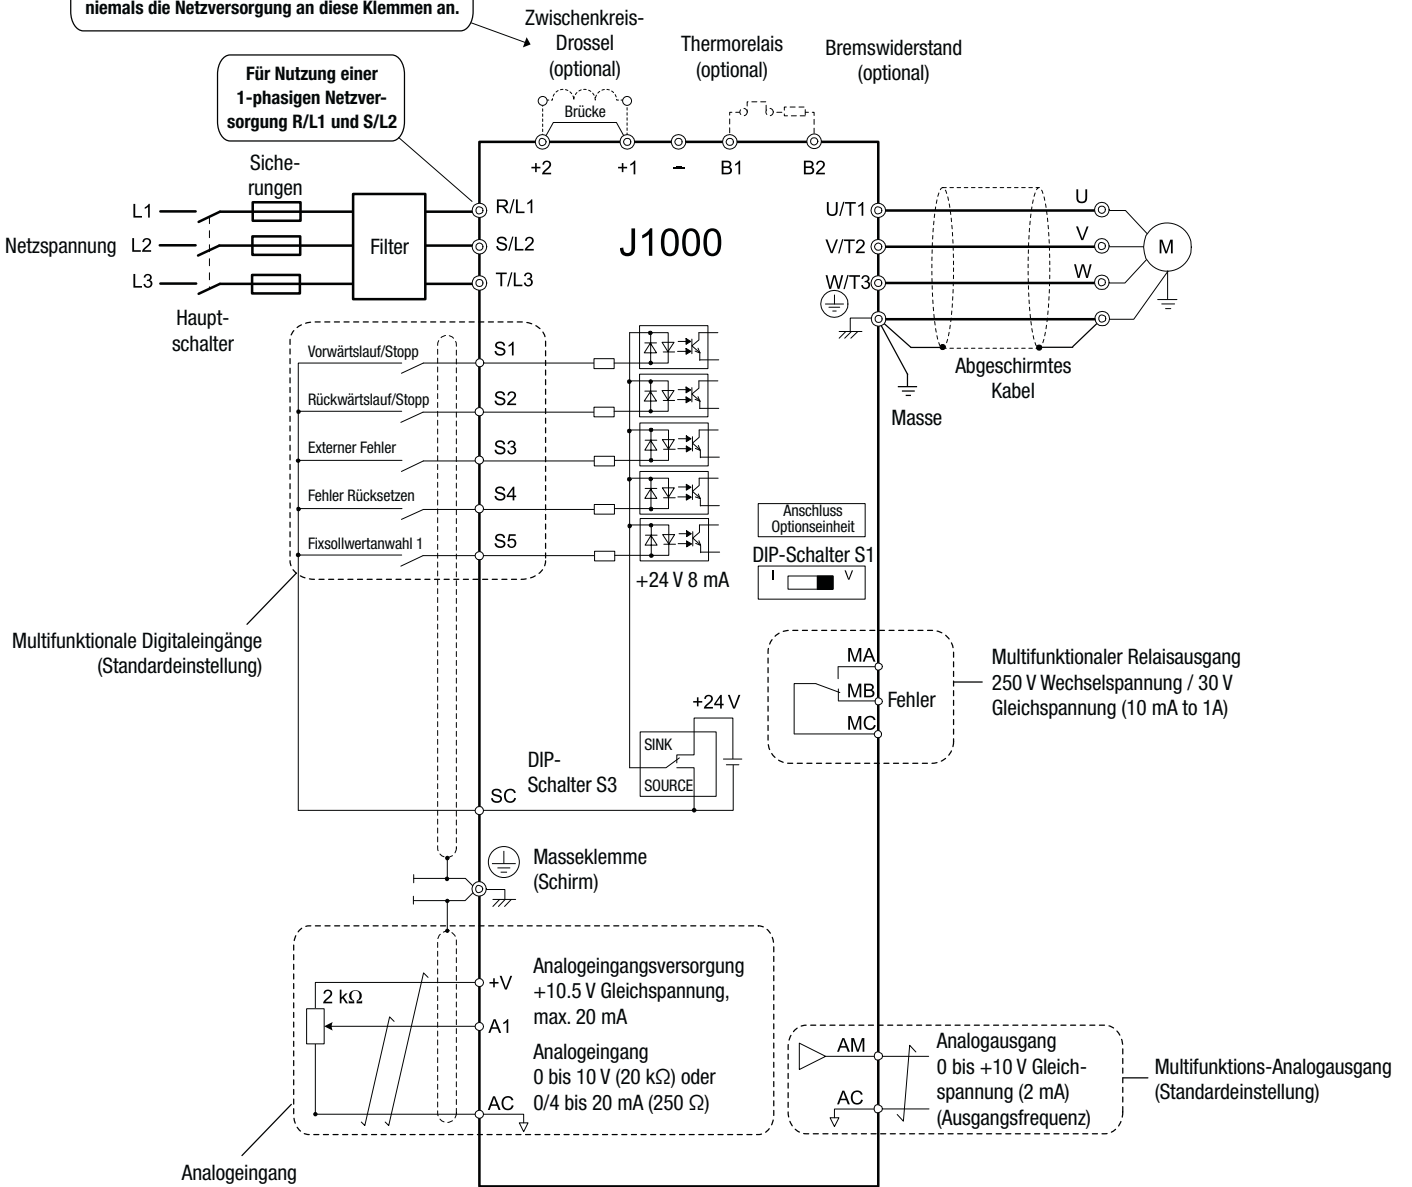 niemals die Netzversorgung an diese Klemmen an.
Zwischenkreis-
Drossel
(optional)
Thermorelais
(optional)
Bremswiderstand
(optional)
Für Nutzung einer
1-phasigen Netzver-
sorgung R/L1 und S/L2
Brücke
+2
+1
–
B1
B2
Siche-
rungen
Netzspannung
L1
L2
L3
Filter
Haupt-
schalter
R/L1
S/L2
T/L3
J1000
U/T1
V/T2
W/T3
U
V
W
M
Abgeschirmtes
Kabel
Masse
Vorwärtslauf/Stopp
S1
Rückwärtslauf/Stopp
S2
Externer Fehler
S3
Fehler Rücksetzen
S4
Fixsollwertanwahl 1
S5
+24 V 8 mA
Anschluss
Optionseinheit
DIP-Schalter S1
I
V
Multifunktionale Digitaleingänge
(Standardeinstellung)
MA
MB
MC
Fehler
Multifunktionaler Relaisausgang
250 V Wechselspannung / 30 V
Gleichspannung (10 mA to 1A)
+24 V
SINK
SOURCE
DIP-
Schalter S3
SC
Masseklemme
(Schirm)
2 kΩ
+V
A1
AC
Analogeingangsversorgung
+10.5 V Gleichspannung,
max. 20 mA
Analogeingang
0 bis 10 V (20 kΩ) oder
0/4 bis 20 mA (250 Ω)
Analogeingang
AM
AC
Analogausgang
0 bis +10 V Gleich-
spannung (2 mA)
(Ausgangsfrequenz)
Multifunktions-Analogausgang
(Standardeinstellung)